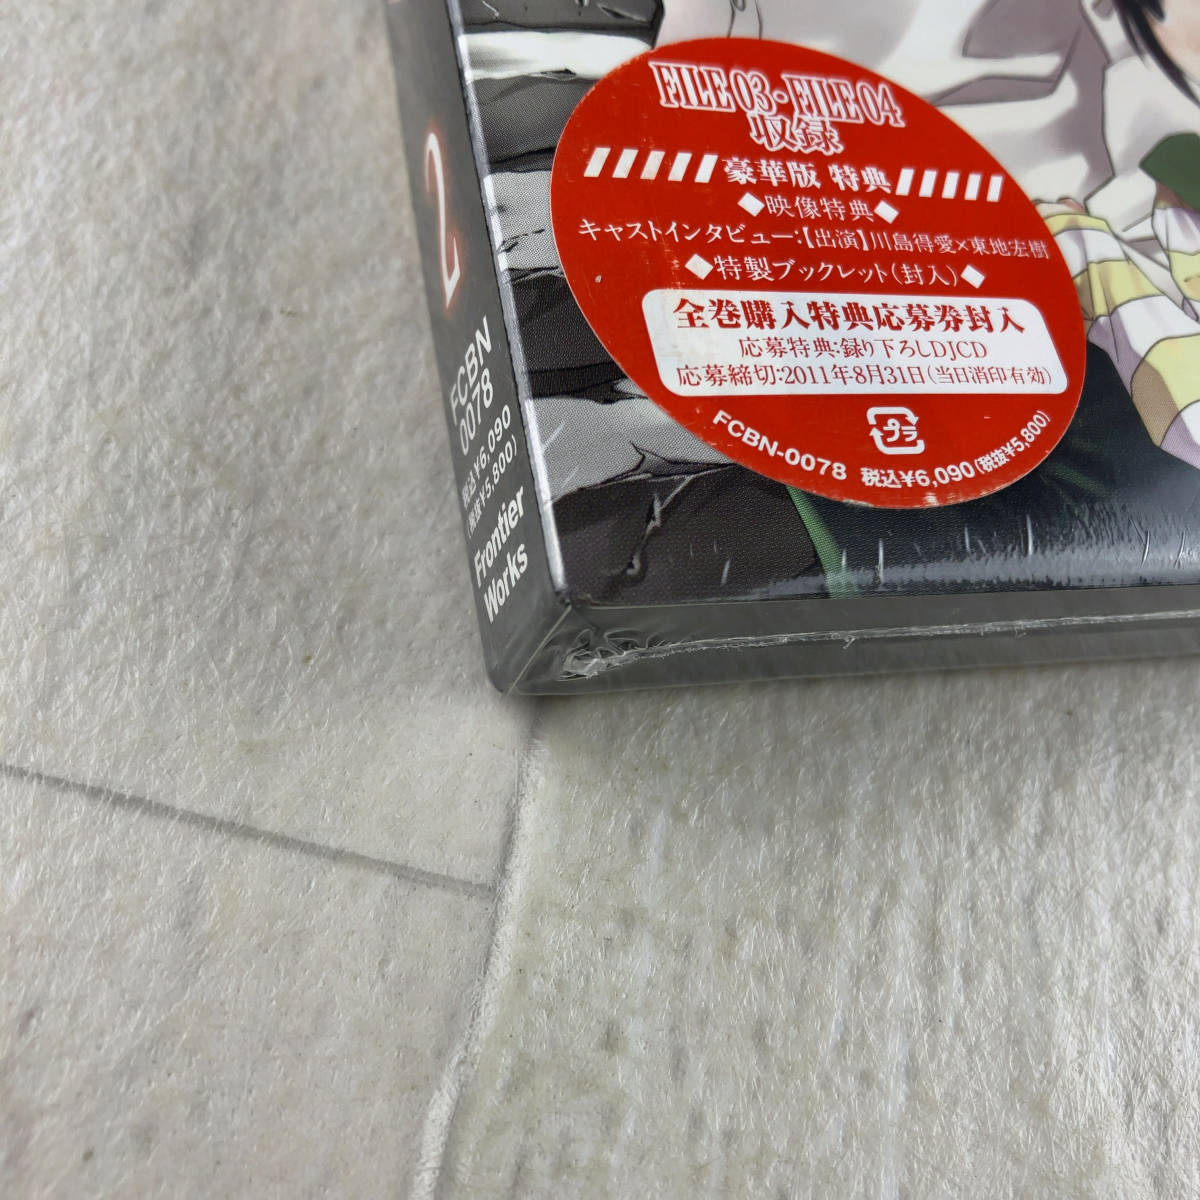 FILE 03・FILE 04
収録
豪華版 特典
◆映像特典◆
キャストインタビュー:【出演】川島得愛×東地宏樹
◆特製ブックレット(封入)◆
全巻購入特典応募券封入
応募特典:録り下ろしDJCD
応募締切:2011年8月31日(当日消印有効)
プラ
FCBN-0078 税込¥6,090(税抜¥5,800)
2
FCBN
0078
税込¥6,090
(税抜¥5,800)
Frontier
Works